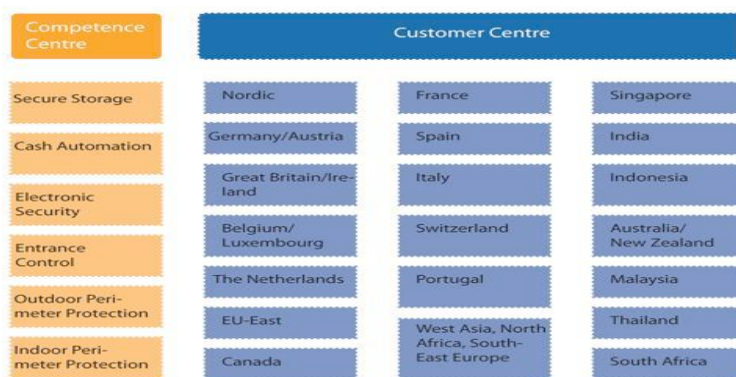 Competence
Centre
Customer Centre
Secure Storage
Cash Automation
Electronic
Security
Entrance
Control
Outdoor Peri-
meter Protection
Indoor Peri-
meter Protection
Nordic
Germany/Austria
Great Britain/Ire-
land
Belgium/
Luxembourg
The Netherlands
EU-East
Canada
France
Spain
Italy
Switzerland
Portugal
West Asia, North
Africa, South-
East Europe
Singapore
India
Indonesia
Australia/
New Zealand
Malaysia
Thailand
South Africa